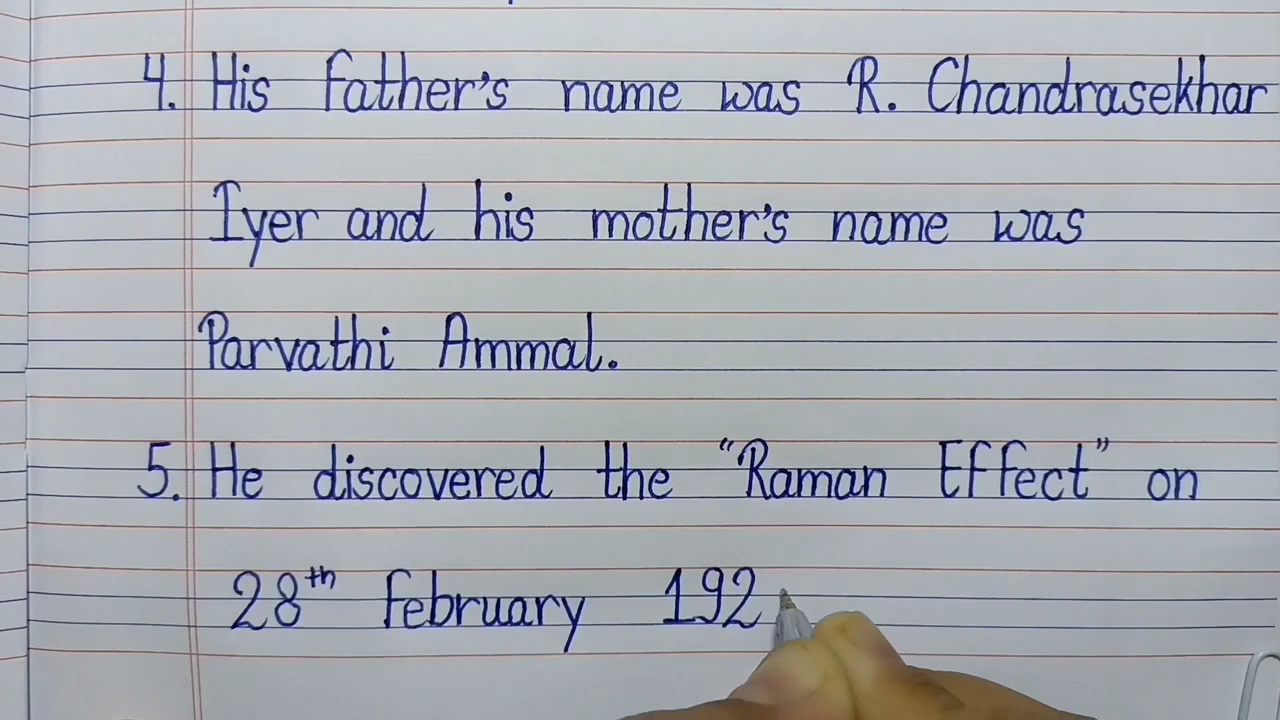 4. His Father's name was R. Chandrasekhar
Iyer and his mother's name was
Parvathi Ammal.
5. He discovered the "Raman Effect" on
28th February 192